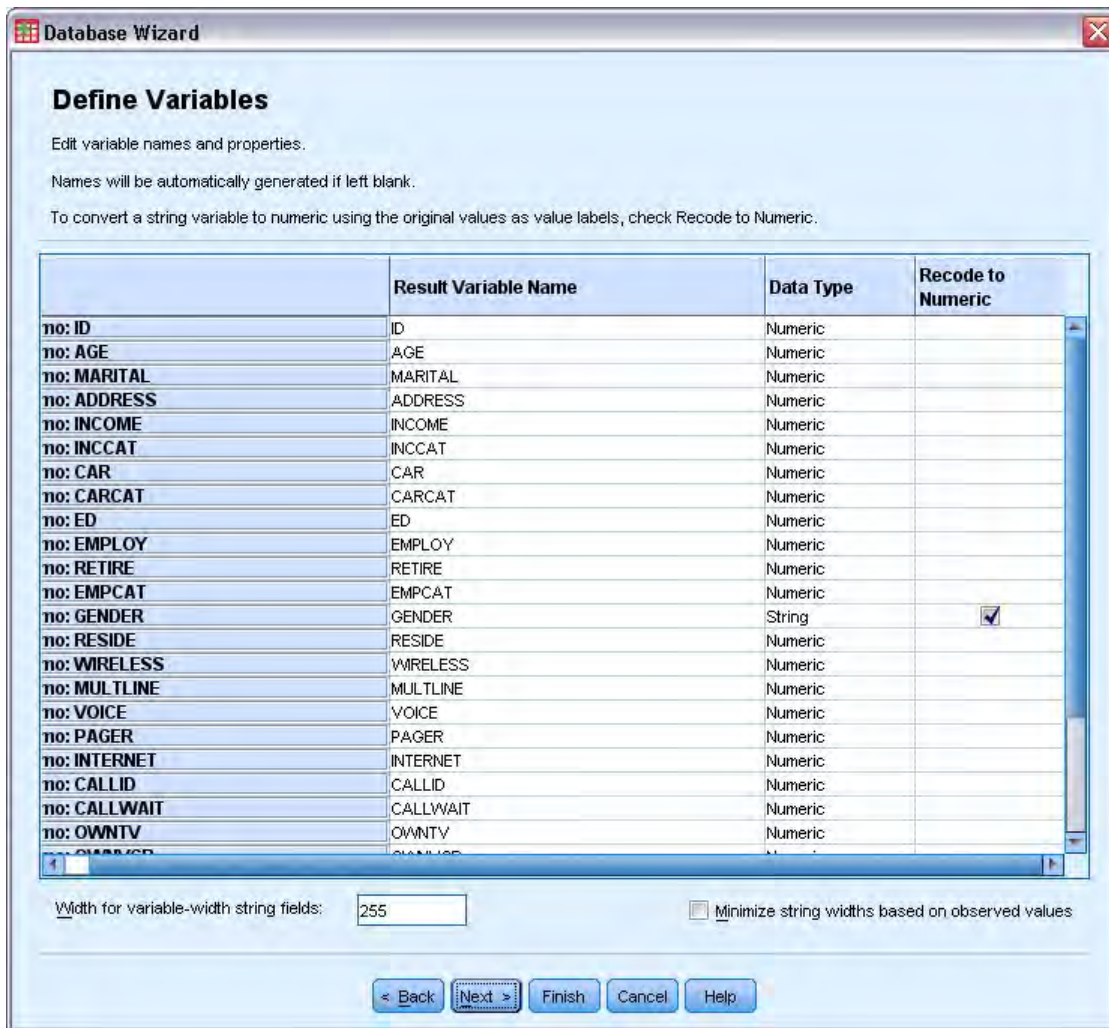 Database Wizard
Define Variables
Edit variable names and properties.
Names will be automatically generated if left blank.
To convert a string variable to numeric using the original values as value labels, check Recode to Numeric.
Result Variable Name Data Type Recode to Numeric
no: ID ID Numeric
no: AGE AGE Numeric
no: MARITAL MARITAL Numeric
no: ADDRESS ADDRESS Numeric
no: INCOME INCOME Numeric
no: INCCAT INCCAT Numeric
no: CAR CAR Numeric
no: CARCAT CARCAT Numeric
no: ED ED Numeric
no: EMPLOY EMPLOY Numeric
no: RETIRE RETIRE Numeric
no: EMPCAT EMPCAT Numeric
no: GENDER GENDER String
no: RESIDE RESIDE Numeric
no: WIRELESS WIRELESS Numeric
no: MULTLINE MULTLINE Numeric
no: VOICE VOICE Numeric
no: PAGER PAGER Numeric
no: INTERNET INTERNET Numeric
no: CALLID CALLID Numeric
no: CALLWAIT CALLWAIT Numeric
no: OWNTV OWNTV Numeric
Width for variable-width string fields: 255 Minimize string widths based on observed values
< Back Next > Finish Cancel Help